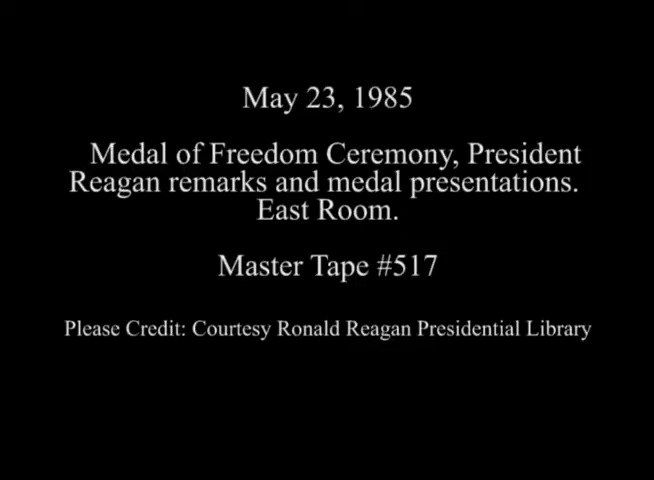 May 23, 1985
Medal of Freedom Ceremony, President
Reagan remarks and medal presentations.
East Room.
Master Tape #517
Please Credit: Courtesy Ronald Reagan Presidential Library